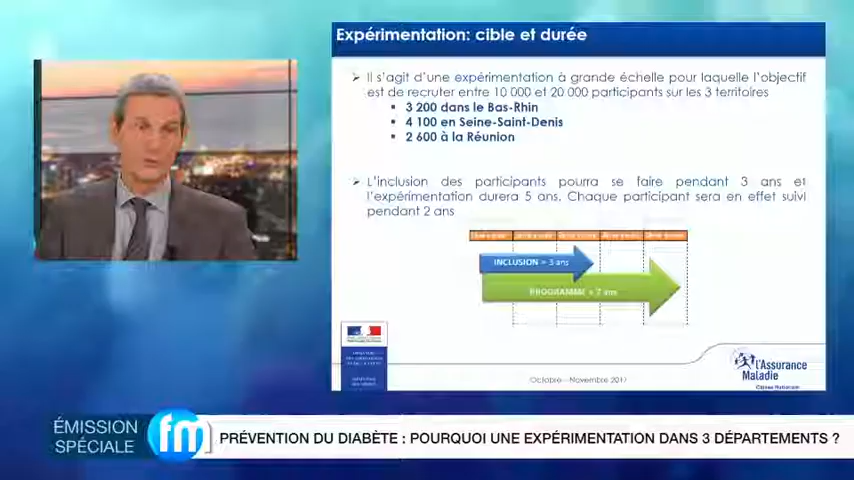 Expérimentation: cible et durée
Il s'agit d'une expérimentation à grande échelle pour laquelle l'objectif
est de recruter entre 10 000 et 20 000 participants sur les 3 territoires
3 200 dans le Bas-Rhin
4 100 en Seine-Saint-Denis
2 600 à la Réunion
L'inclusion des participants pourra se faire pendant 3 ans et
l'expérimentation durera 5 ans. Chaque participant sera en effet suivi
pendant 2 ans
INCLUSION = 3 ans
PROGRAMME = 2 ans
Octobre - Novembre 2017
l'Assurance
Maladie
ÉMISSION
SPÉCIALE
fm
PRÉVENTION DU DIABÈTE : POURQUOI UNE EXPÉRIMENTATION DANS 3 DÉPARTEMENTS ?